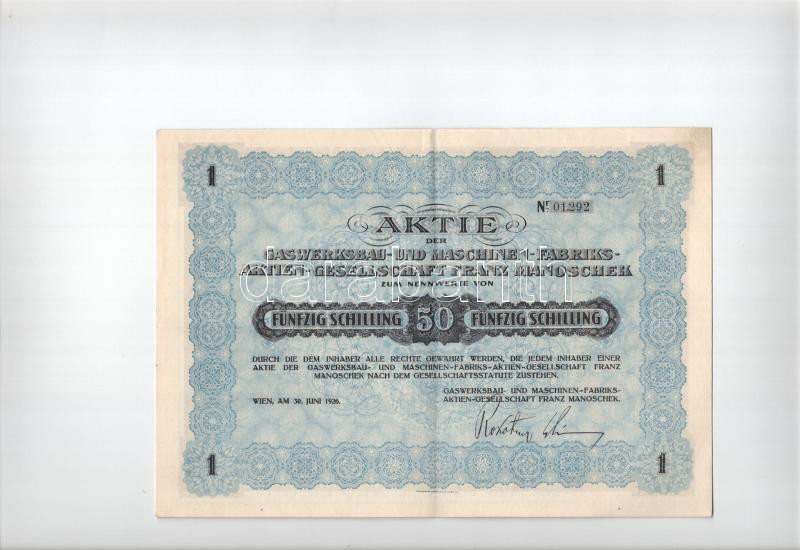 1
1
Nr 01292
AKTIE
DER
GASWERKSBAU- UND MASCHINEN-FABRIKS-
AKTIEN-GESELLSCHAFT FRANZ MANOSCHEK
ZUM NENNWERTE VON
darabanth
FÜNFZIG SCHILLING 50 FÜNFZIG SCHILLING
DURCH DIE DEM INHABER ALLE RECHTE GEWÄHRT WERDEN, DIE JEDEM INHABER EINER
AKTIE DER GASWERKSBAU- UND MASCHINEN-FABRIKS-AKTIEN-GESELLSCHAFT FRANZ
MANOSCHEK NACH DEM GESELLSCHAFTSSTATUTE ZUSTEHEN.
GASWERKSBAU- UND MASCHINEN-FABRIKS-
WIEN, AM 30. JUNI 1926.
AKTIEN-GESELLSCHAFT FRANZ MANOSCHEK.
1
1